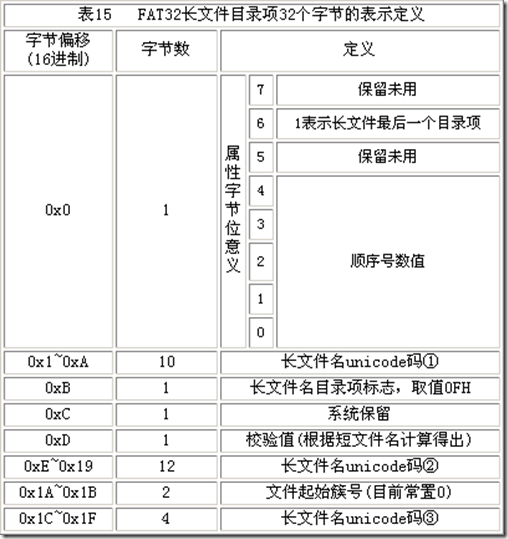 表15 FAT32长文件目录项32个字节的表示定义
字节偏移
(16进制)
字节数
定义
0x0
1
属性字节位意义
7
保留未用
6
1表示长文件最后一个目录项
5
保留未用
4
3
2
1
0
顺序号数值
0x1~0xA
10
长文件名unicode码①
0xB
1
长文件名目录项标志，取值0FH
0xC
1
系统保留
0xD
1
校验值(根据短文件名计算得出)
0xE~0x19
12
长文件名unicode码②
0x1A~0x1B
2
文件起始簇号(目前常置0)
0x1C~0x1F
4
长文件名unicode码③